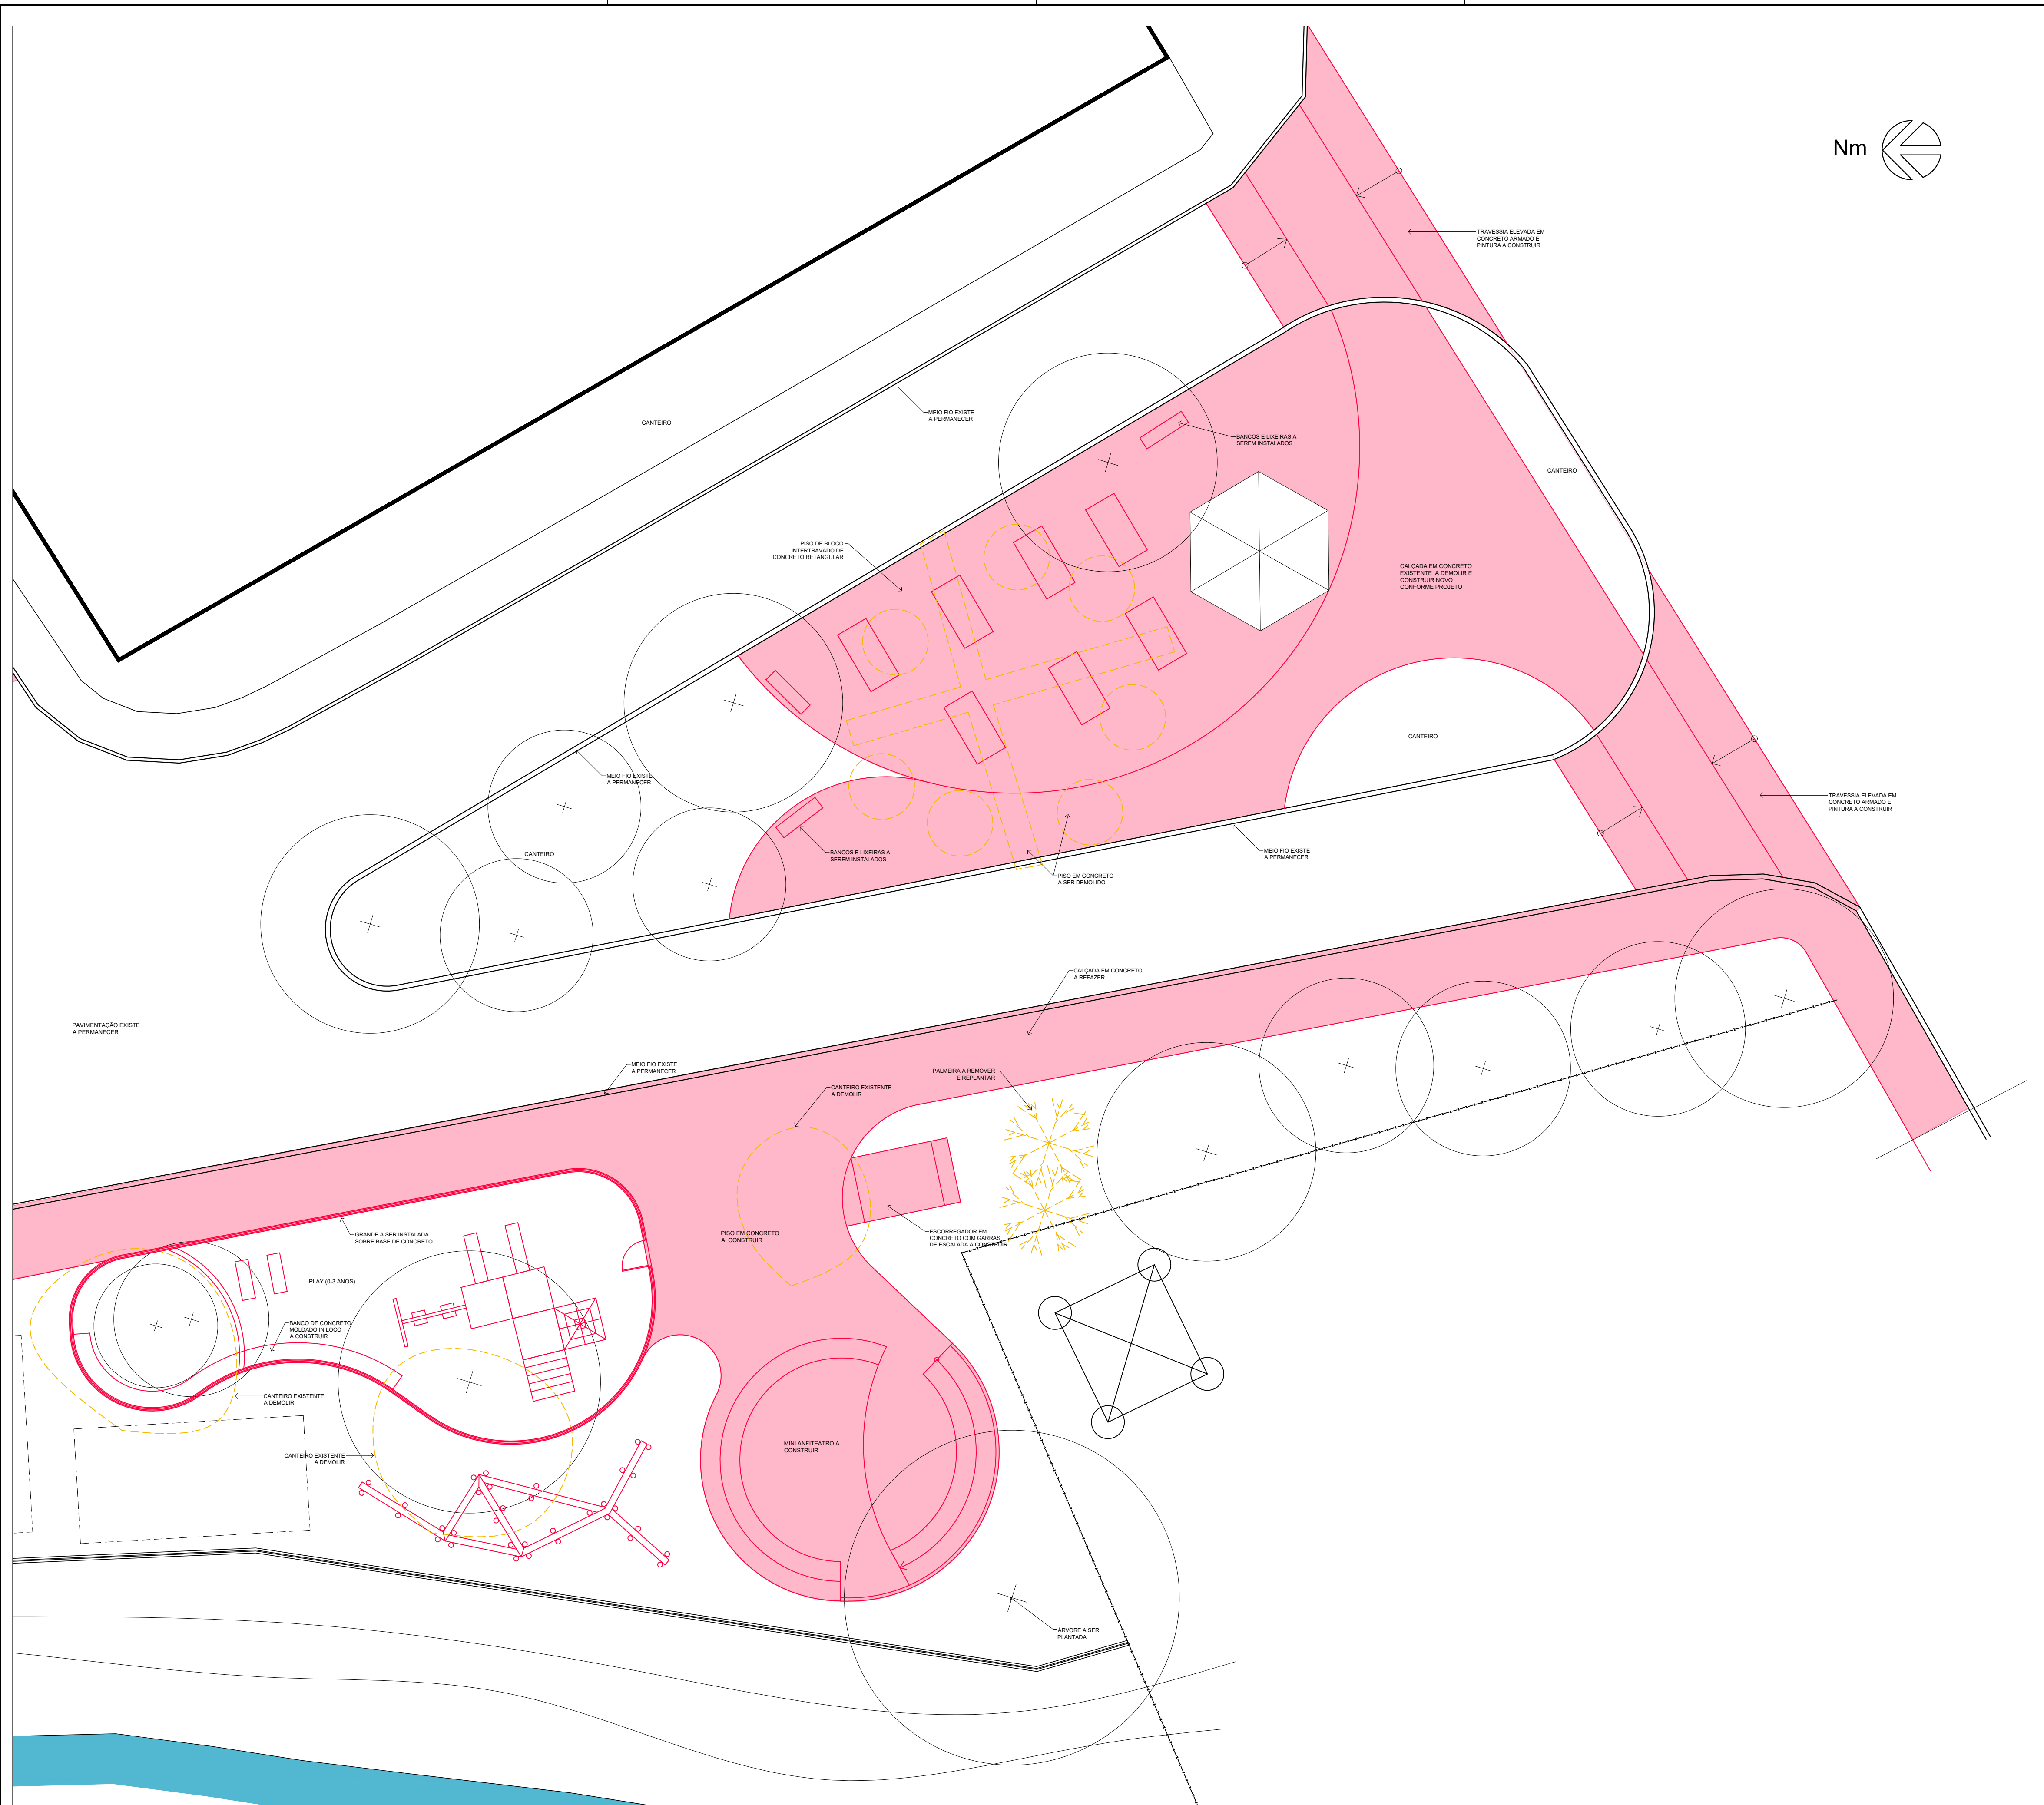 Nm
TRAVESSIA ELEVADA EM
CONCRETO ARMADO E
PINTURA A CONSTRUIR
MEIO FIO EXISTE
A PERMANECER
CANTEIRO
BANCOS E LIXEIRAS A
SEREM INSTALADOS
CANTEIRO
PISO DE BLOCO
INTERTRAVADO DE
CONCRETO RETANGULAR
CALÇADA EM CONCRETO
EXISTENTE A DEMOLIR E
CONSTRUIR NOVO
CONFORME PROJETO
CANTEIRO
MEIO FIO EXISTE
A PERMANECER
TRAVESSIA ELEVADA EM
CONCRETO ARMADO E
PINTURA A CONSTRUIR
CANTEIRO
BANCOS E LIXEIRAS A
SEREM INSTALADOS
MEIO FIO EXISTE
A PERMANECER
PISO EM CONCRETO
A SER DEMOLIDO
CALÇADA EM CONCRETO
A REFAZER
PAVIMENTAÇÃO EXISTE
A PERMANECER
MEIO FIO EXISTE
A PERMANECER
PALMEIRA A REMOVER
E REPLANTAR
CANTEIRO EXISTENTE
A DEMOLIR
GRANDE A SER INSTALADA
SOBRE BASE DE CONCRETO
PISO EM CONCRETO
A CONSTRUIR
ESCORREGADOR EM
CONCRETO COM GARRAS
DE ESCALADA A CONSTRUIR
PLAY (0-3 ANOS)
BANCO DE CONCRETO
MOLDADO IN LOCO
A CONSTRUIR
CANTEIRO EXISTENTE
A DEMOLIR
CANTEIRO EXISTENTE
A DEMOLIR
MINI ANFITEATRO A
CONSTRUIR
ÁRVORE A SER
PLANTADA